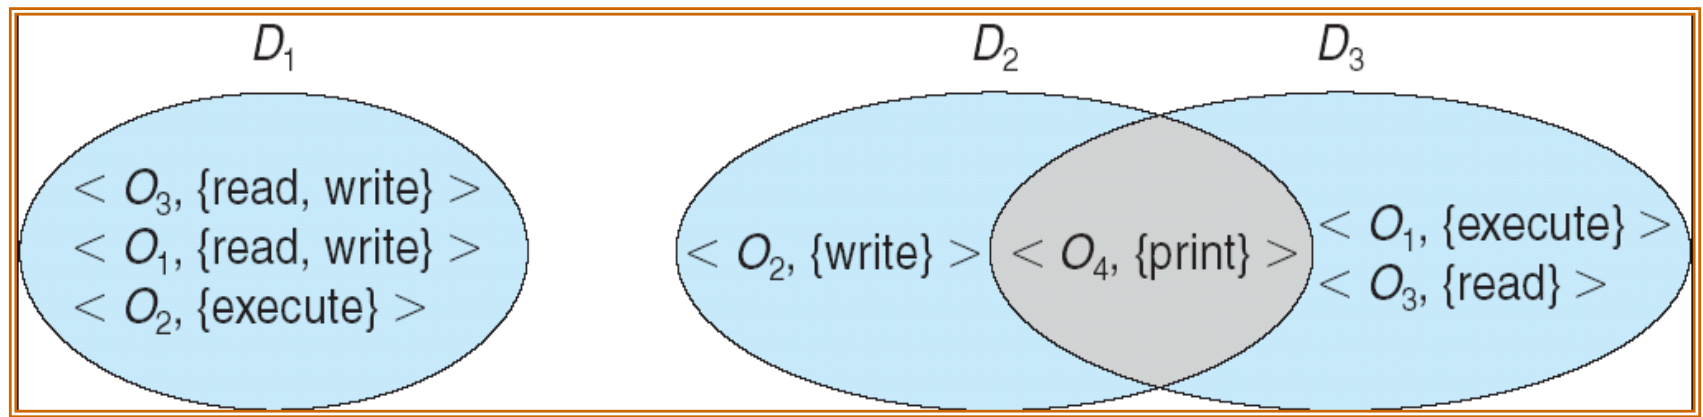 D₁
D₂
D₃
< O₃, {read, write} >
< O₁, {read, write} >
< O₂, {execute} >
< O₂, {write} >
< O₄, {print} >
< O₁, {execute} >
< O₃, {read} >